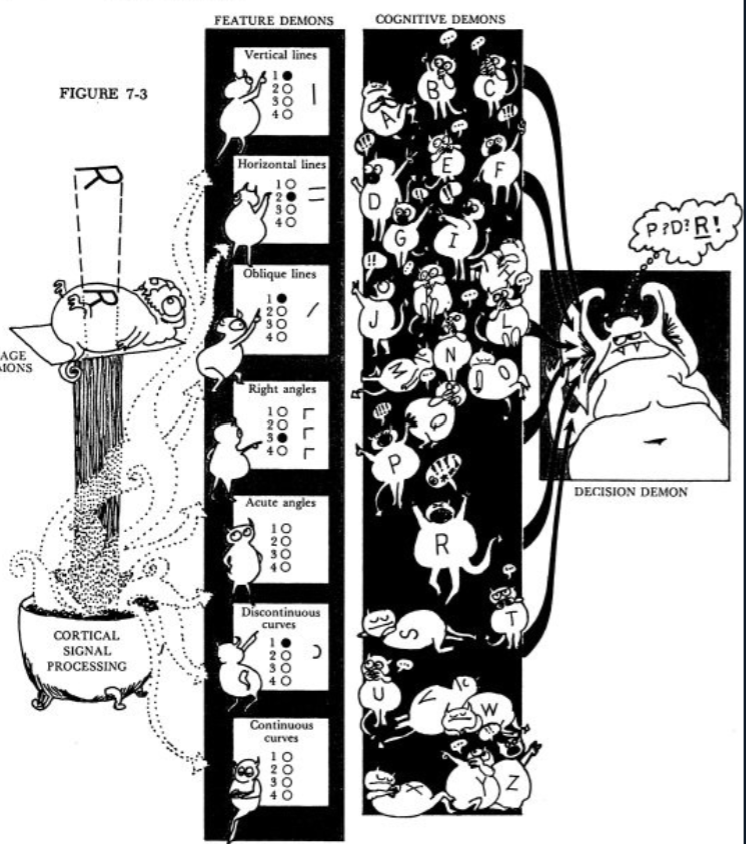 FEATURE DEMONS
COGNITIVE DEMONS
FIGURE 7-3
R
R
AGE
MONS
CORTICAL
SIGNAL
PROCESSING
Vertical lines
1
2
3
4
Horizontal lines
1
2
3
4
Oblique lines
1
2
3
4
Right angles
1
2
3
4
Acute angles
1
2
3
4
Discontinuous
curves
1
2
3
4
Continuous
curves
1
2
3
4
A
B
C
D
E
F
G
I
J
L
M
N
O
Q
P
R
S
T
U
V
W
X
Y
Z
P?D? R!
DECISION DEMON